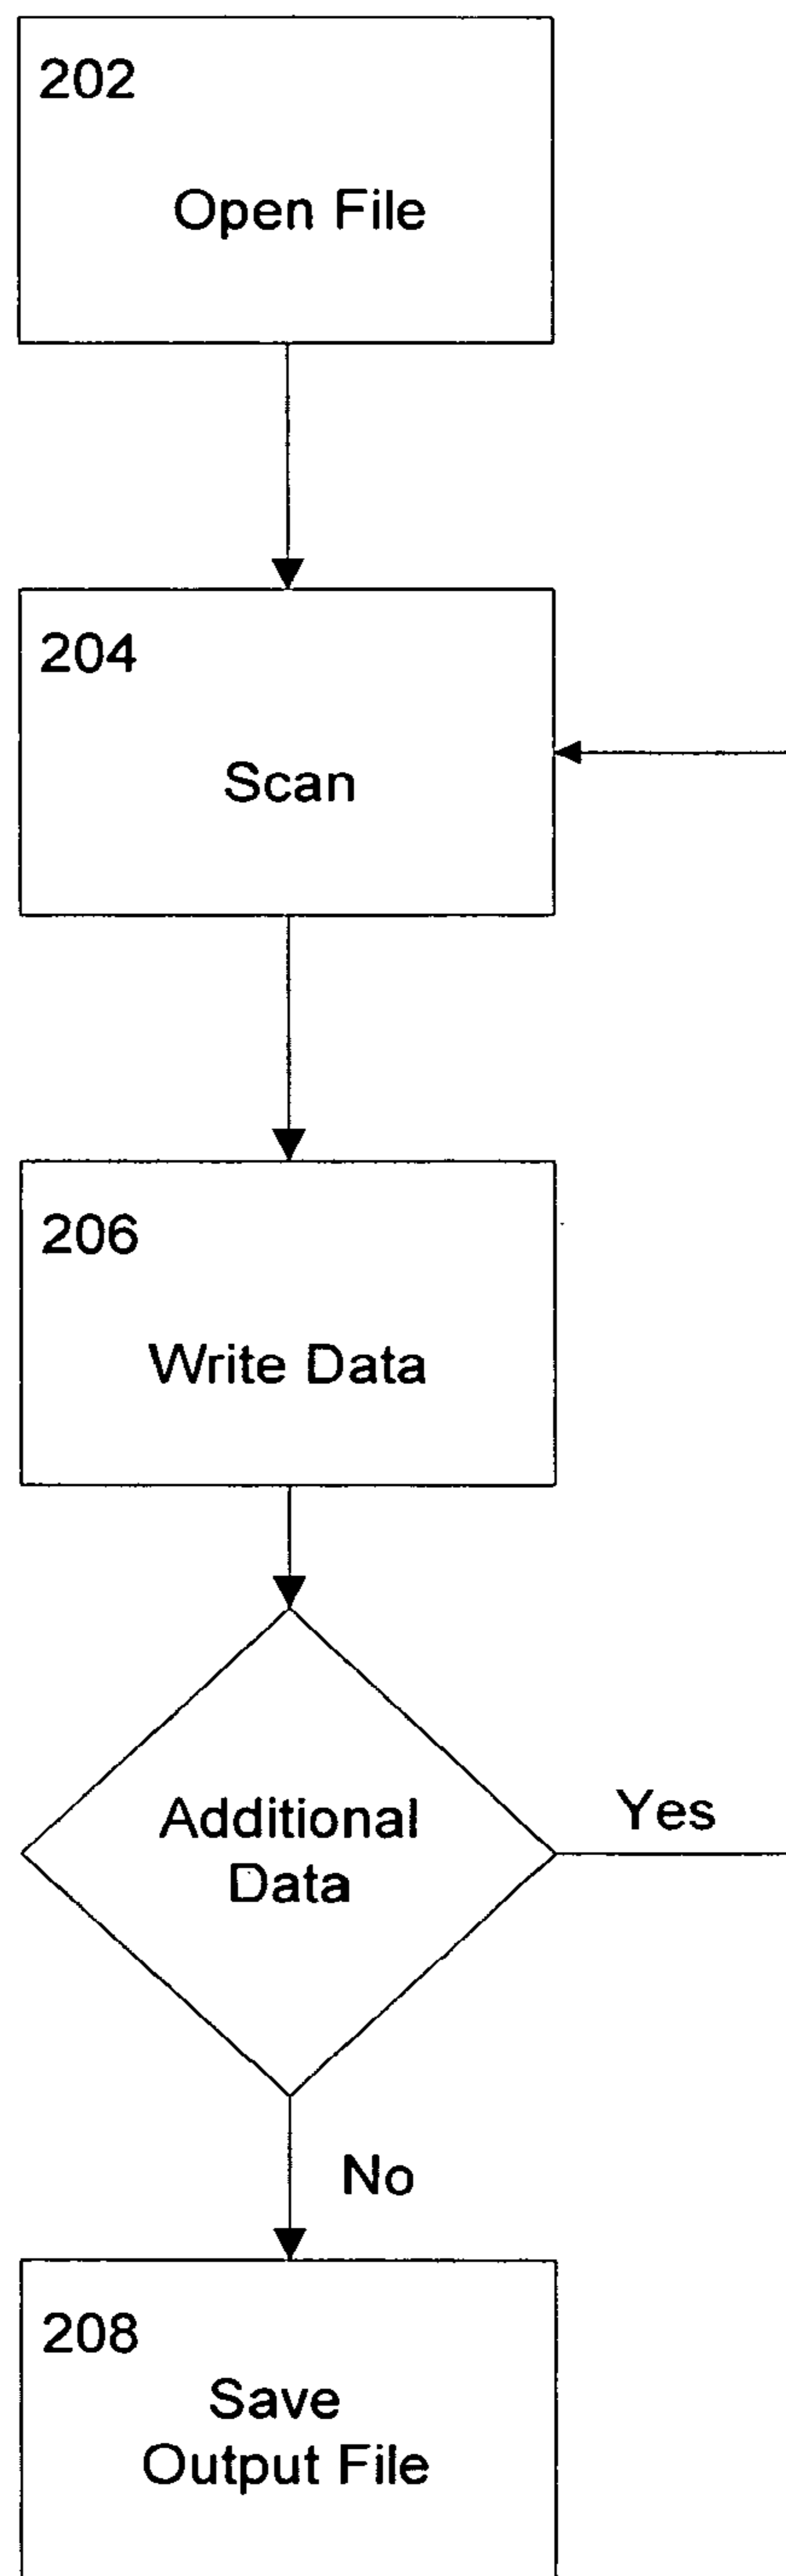 202
Open File
204
Scan
206
Write Data
Additional
Data
Yes
No
208
Save
Output File